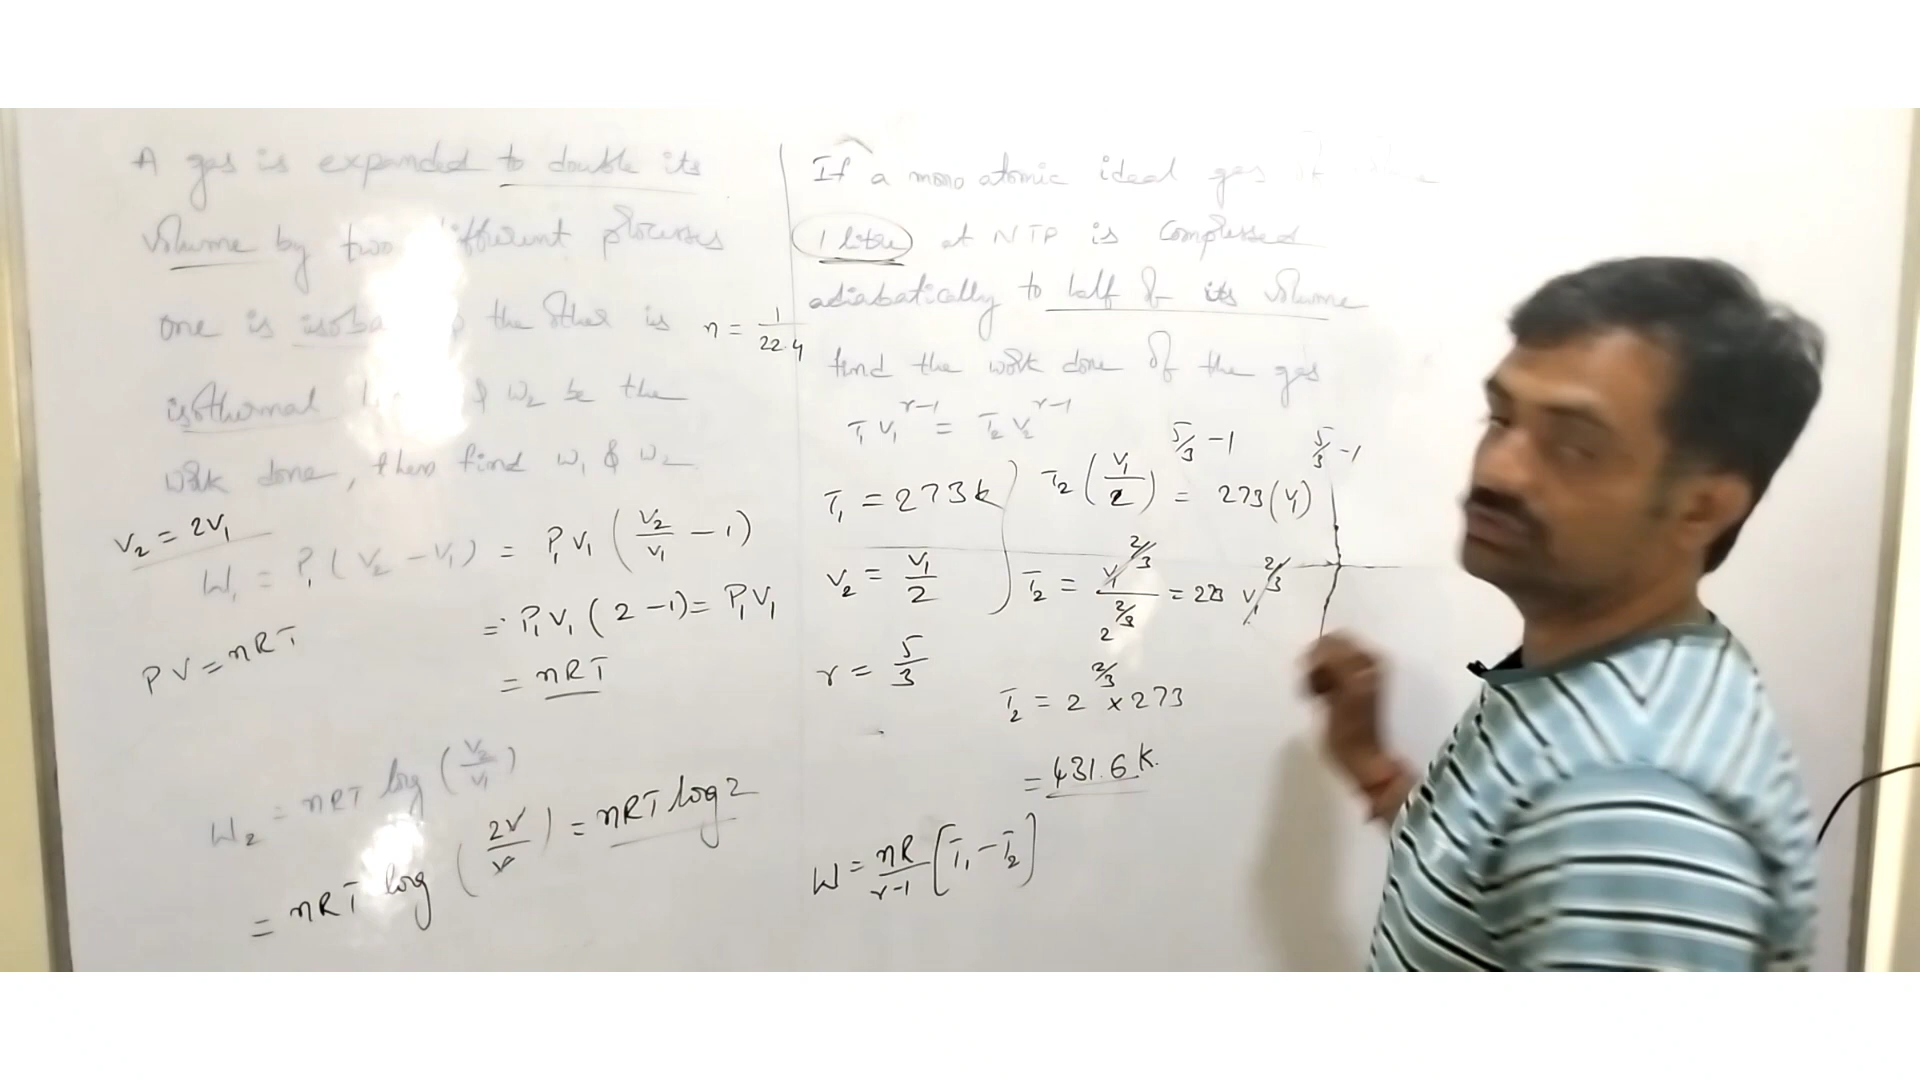 A gas is expanded to double its
volume by two different processes
one is the other is
isothermal W2 be the
work done, then find W1 & W2
V2 = 2V1
W1 = P1(V2 - V1) = P1V1(V2/V1 - 1)
= P1V1(2 - 1) = P1V1
PV = nRT
= nRT
W2 = nRT log(V2/V1)
= nRT log(2V/V) = nRT log2
If a mono atomic ideal gas
1 litre at NTP is compressed
adiabatically to half of its volume
n = 1/22.4
find the work done of the gas
T1V1^(r-1) = T2V2^(r-1)
T1 = 273k
V2 = V1/2
r = 5/3
T2(V1/2)^(5/3 - 1) = 273(V1)^(5/3 - 1)
T2 = V1^(2/3)/2^(2/3) = 273 V1^(2/3)
T2 = 2^(2/3) × 273
= 431.6 K.
W = nR/(r-1) [T1 - T2]